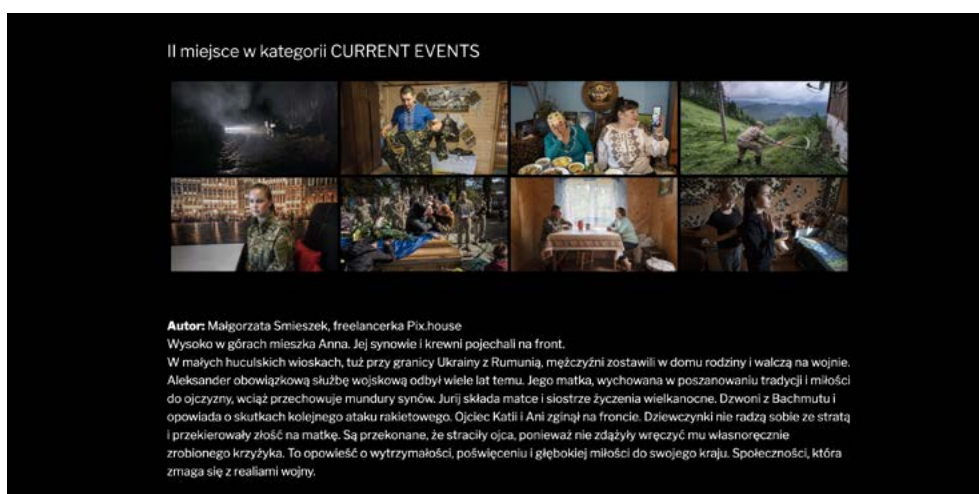 II miejsce w kategorii CURRENT EVENTS
Autor: Małgorzata Smieszek, freelancerka Pix.house
Wysoko w górach mieszka Anna. Jej synowie i krewni pojechali na front.
W małych huculskich wioskach, tuż przy granicy Ukrainy z Rumunią, mężczyźni zostawili w domu rodziny i walczą na wojnie.
Aleksander obowiązkową służbę wojskową odbył wiele lat temu. Jego matka, wychowana w poszanowaniu tradycji i miłości
do ojczyzny, wciąż przechowuje mundury synów. Jurij składa matce i siostrze życzenia wielkanocne. Dzwoni z Bachmutu i
opowiada o skutkach kolejnego ataku rakietowego. Ojciec Katii i Ani zginął na froncie. Dziewczynki nie radzą sobie ze stratą
i przekierowały złość na matkę. Są przekonane, że straciły ojca, ponieważ nie zdążyły wręczyć mu własnoręcznie
zrobionego krzyżyka. To opowieść o wytrzymałości, poświęceniu i głębokiej miłości do swojego kraju. Społeczności, która
zmaga się z realiami wojny.